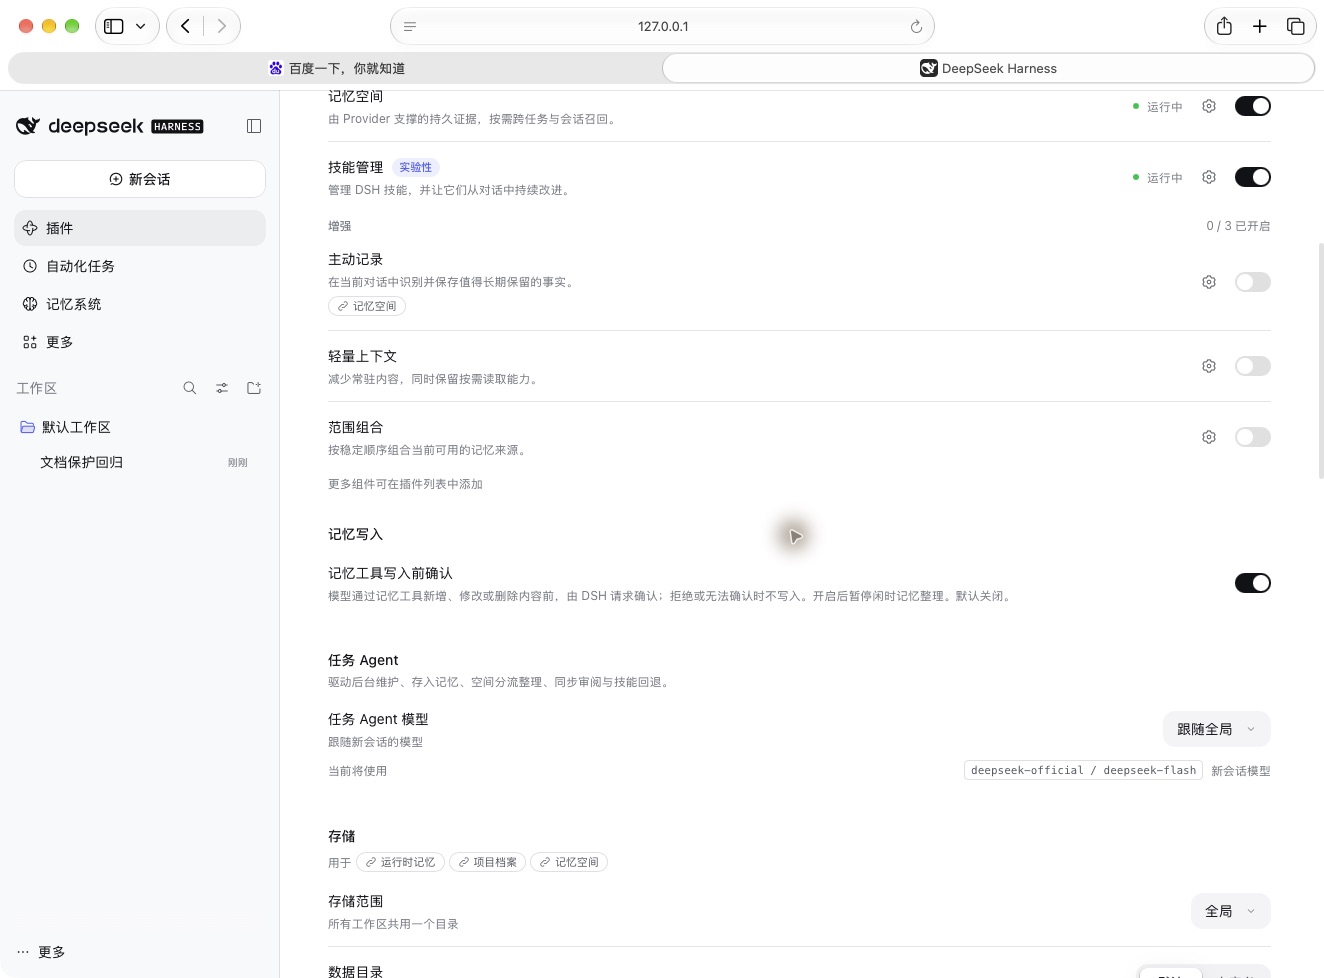 127.0.0.1
百度一下，你就知道
DeepSeek Harness
deepseek HARNESS
新会话
插件
自动化任务
记忆系统
更多
工作区
默认工作区
文档保护回归 刚刚
更多
记忆空间
由 Provider 支撑的持久证据，按需跨任务与会话召回。
运行中
技能管理 实验性
管理 DSH 技能，并让它们从对话中持续改进。
运行中
增强 0 / 3 已开启
主动记录
在当前对话中识别并保存值得长期保留的事实。
记忆空间
轻量上下文
减少常驻内容，同时保留按需读取能力。
范围组合
按稳定顺序组合当前可用的记忆来源。
更多组件可在插件列表中添加
记忆写入
记忆工具写入前确认
模型通过记忆工具新增、修改或删除内容前，由 DSH 请求确认；拒绝或无法确认时不写入。开启后暂停闲时记忆整理。默认关闭。
任务 Agent
驱动后台维护、存入记忆、空间分流整理、同步审阅与技能回退。
任务 Agent 模型
跟随新会话的模型
跟随全局
当前将使用 deepseek-official / deepseek-flash 新会话模型
存储
用于 运行时记忆 项目档案 记忆空间
存储范围
所有工作区共用一个目录
全局
数据目录